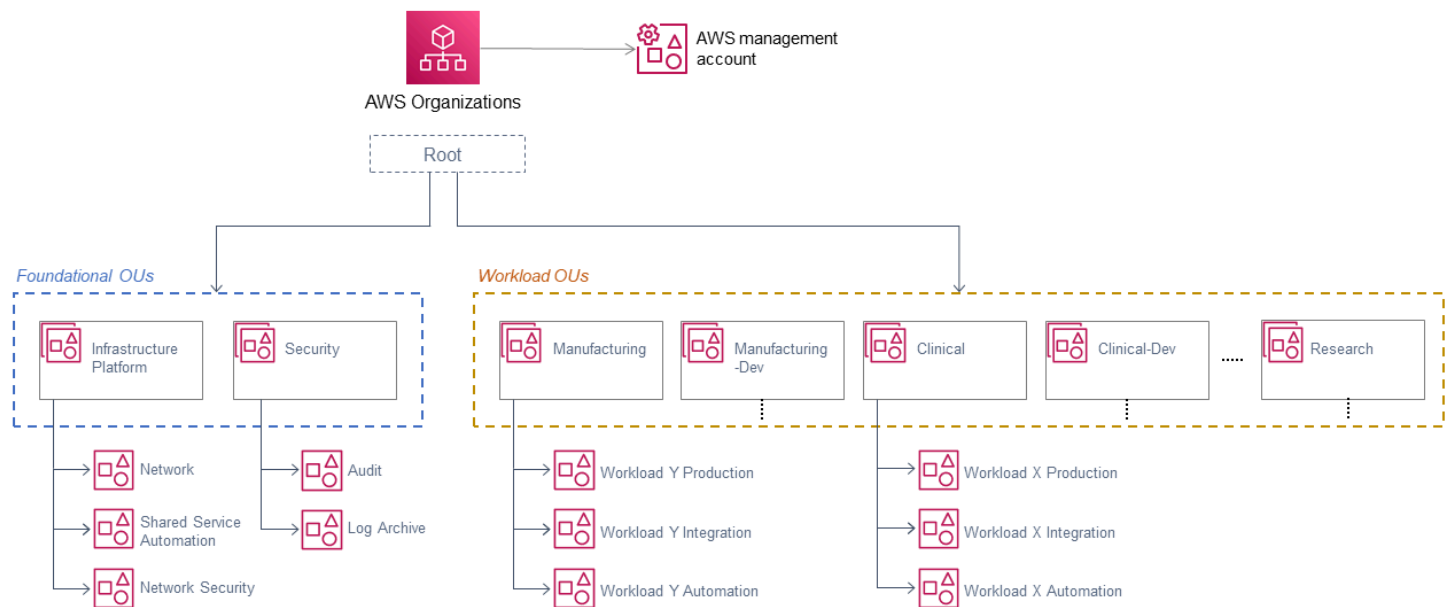 AWS management
account
AWS Organizations
Root
Foundational OUs
Workload OUs
Infrastructure
Platform
Security
Manufacturing
Manufacturing
-Dev
Clinical
Clinical-Dev
Research
Network
Shared Service
Automation
Network Security
Audit
Log Archive
Workload Y Production
Workload Y Integration
Workload Y Automation
Workload X Production
Workload X Integration
Workload X Automation